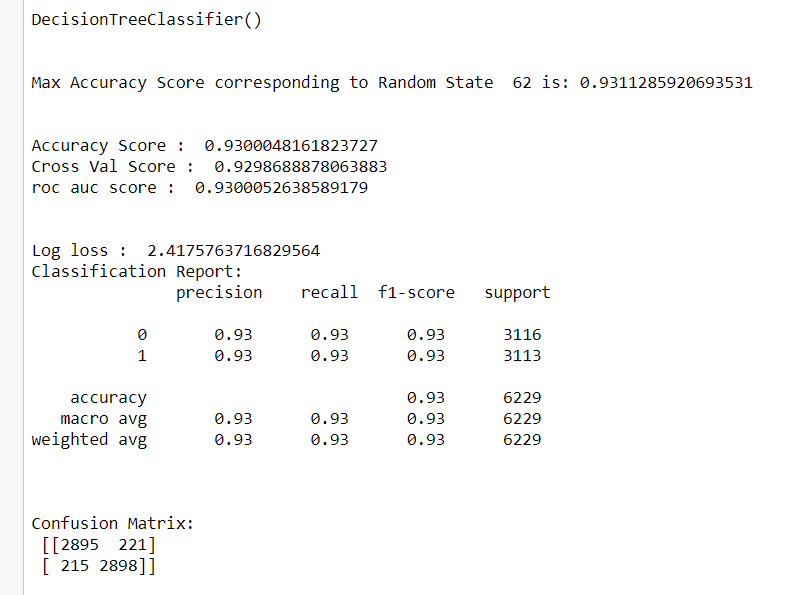 DecisionTreeClassifier()
Max Accuracy Score corresponding to Random State  62 is: 0.9311285920693531
Accuracy Score :  0.9300048161823727
Cross Val Score :  0.9298688878063883
roc auc score :  0.9300052638589179
Log loss :  2.4175763716829564
Classification Report:
               precision    recall  f1-score   support
           0       0.93      0.93      0.93      3116
           1       0.93      0.93      0.93      3113
    accuracy                           0.93      6229
   macro avg       0.93      0.93      0.93      6229
weighted avg       0.93      0.93      0.93      6229
Confusion Matrix:
 [[2895  221]
 [ 215 2898]]